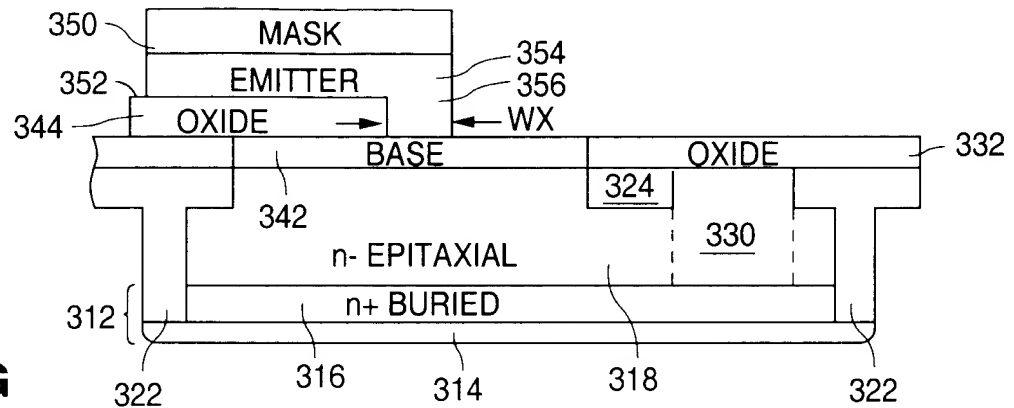 350
MASK
354
EMITTER
356
352
344
OXIDE
WX
BASE
OXIDE
332
324
342
330
n- EPITAXIAL
n+ BURIED
312
322
316
314
318
322
G